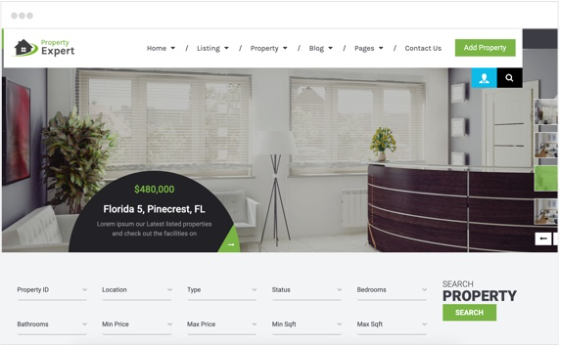 Property
Expert
Home / Listing / Property / Blog / Pages / Contact Us
Add Property
$480,000
Florida 5, Pinecrest, FL
Lorem ipsum our Latest listed properties
and check out the facilities on
Property ID Location Type Status Bedrooms
SEARCH
PROPERTY
Bathrooms Min Price Max Price Min Sqft Max Sqft
SEARCH